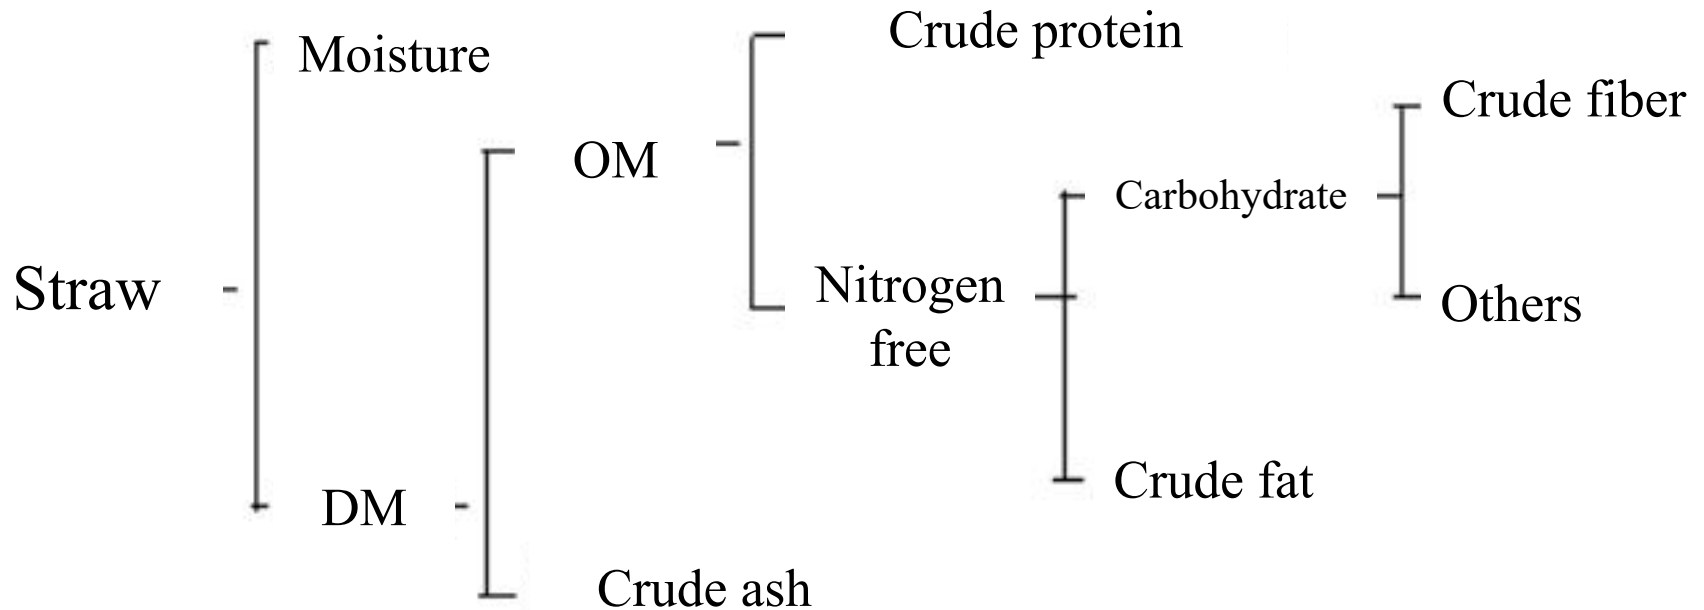 Straw
Moisture
DM
OM
Crude ash
Crude protein
Nitrogen
free
Carbohydrate
Crude fat
Crude fiber
Others